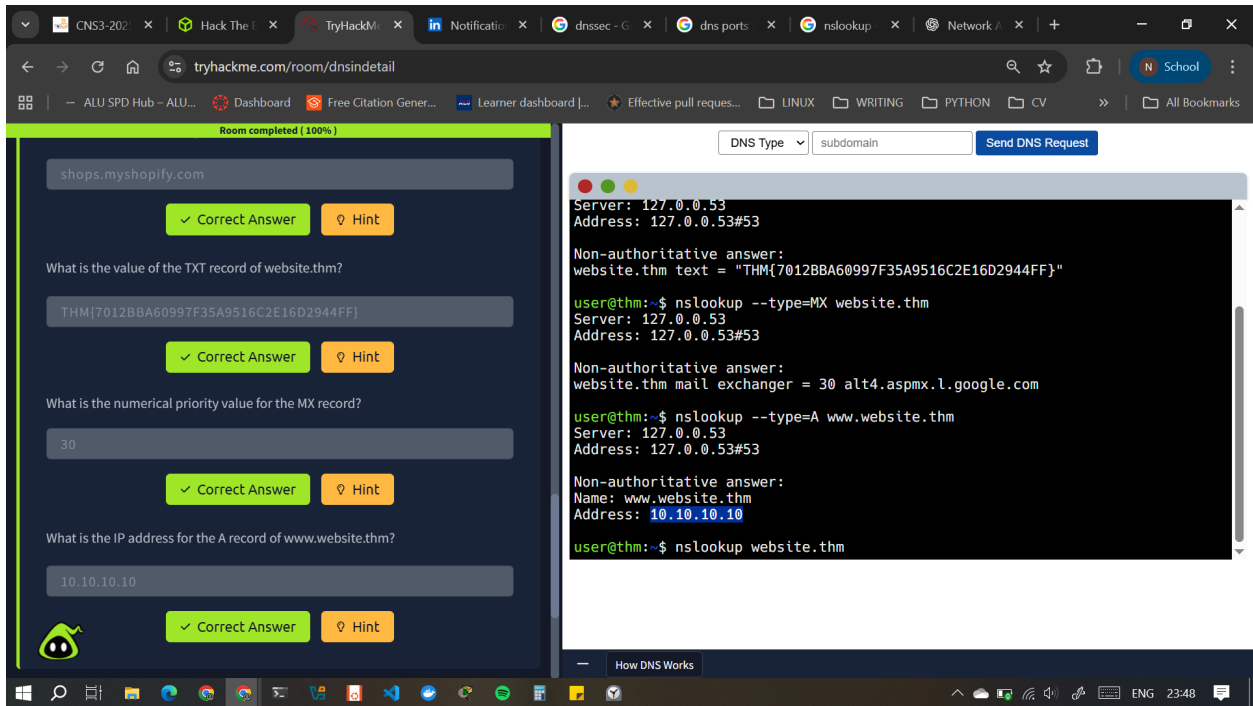 CNS3-202
Hack The
TryHackMe
Notificatio
dnssec - G
dns ports
nslookup -
Network A
tryhackme.com/room/dnsindetail
N School
ALU SPD Hub – ALU...
Dashboard
Free Citation Gener...
Learner dashboard |...
Effective pull reques...
LINUX
WRITING
PYTHON
CV
»
All Bookmarks
Room completed ( 100% )
shops.myshopify.com
✓ Correct Answer
Hint
What is the value of the TXT record of website.thm?
THM{7012BBA60997F35A9516C2E16D2944FF}
✓ Correct Answer
Hint
What is the numerical priority value for the MX record?
30
✓ Correct Answer
Hint
What is the IP address for the A record of www.website.thm?
10.10.10.10
✓ Correct Answer
Hint
DNS Type
subdomain
Send DNS Request
Server: 127.0.0.53
Address: 127.0.0.53#53
Non-authoritative answer:
website.thm text = "THM{7012BBA60997F35A9516C2E16D2944FF}"
user@thm:~$ nslookup --type=MX website.thm
Server: 127.0.0.53
Address: 127.0.0.53#53
Non-authoritative answer:
website.thm mail exchanger = 30 alt4.aspmx.l.google.com
user@thm:~$ nslookup --type=A www.website.thm
Server: 127.0.0.53
Address: 127.0.0.53#53
Non-authoritative answer:
Name: www.website.thm
Address: 10.10.10.10
user@thm:~$ nslookup website.thm
How DNS Works
ENG
23:48